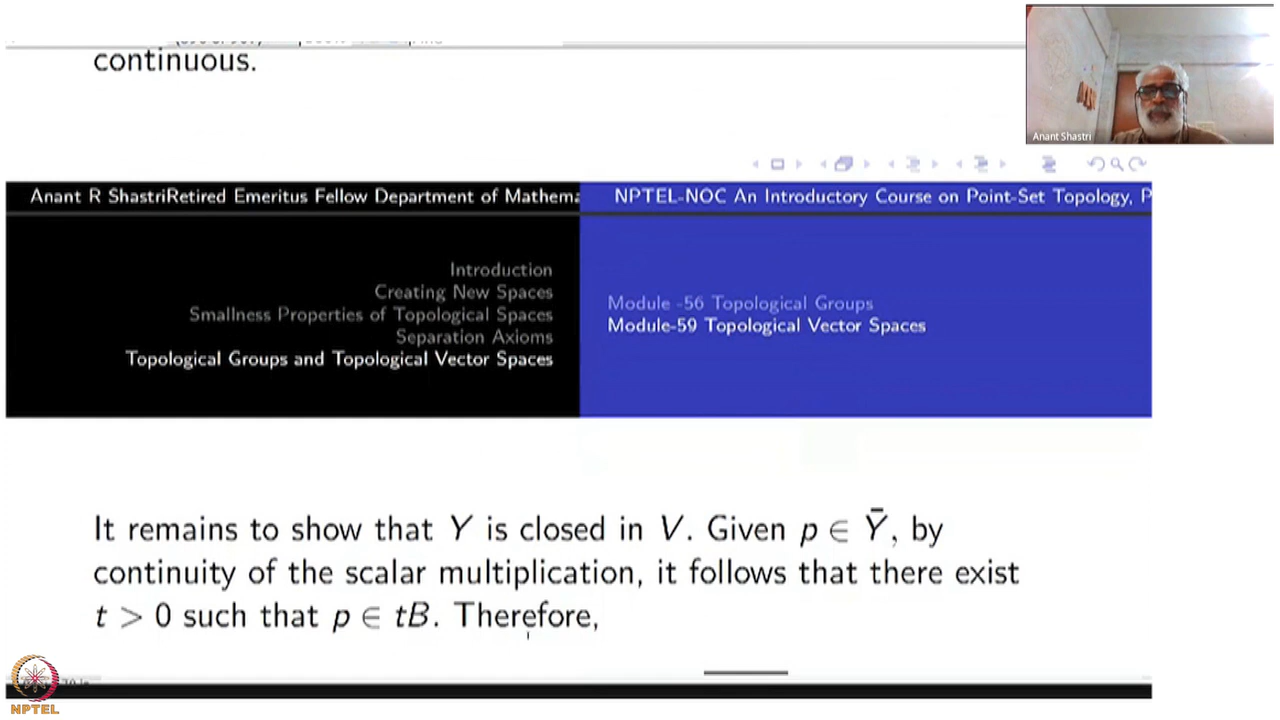 continuous.
Anant Shastri
Anant R ShastriRetired Emeritus Fellow Department of Mathema
NPTEL-NOC An Introductory Course on Point-Set Topology, P
Introduction
Creating New Spaces
Smallness Properties of Topological Spaces
Separation Axioms
Topological Groups and Topological Vector Spaces
Module -56 Topological Groups
Module-59 Topological Vector Spaces
It remains to show that Y is closed in V. Given p ∈ Ȳ, by
continuity of the scalar multiplication, it follows that there exist
t > 0 such that p ∈ tB. Therefore,
NPTEL